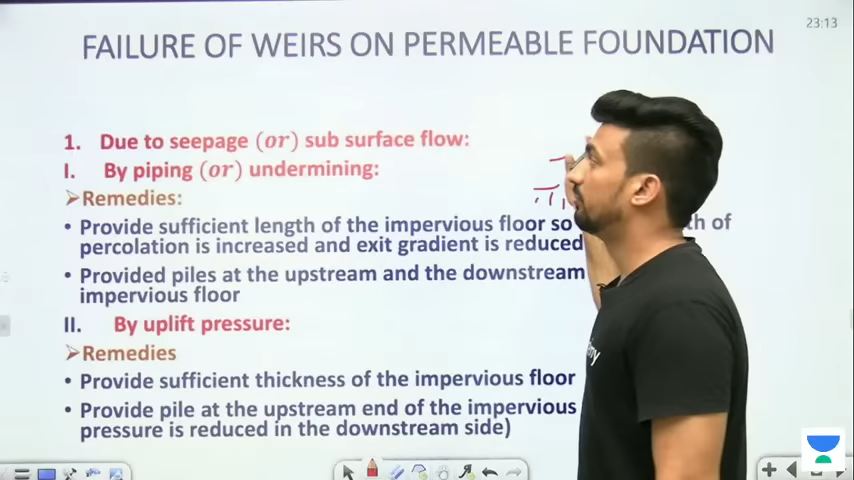 23:13
FAILURE OF WEIRS ON PERMEABLE FOUNDATION
1. Due to seepage (or) sub surface flow:
I. By piping (or) undermining:
➢Remedies:
• Provide sufficient length of the impervious floor so th of
percolation is increased and exit gradient is reduced
• Provided piles at the upstream and the downstream
impervious floor
II. By uplift pressure:
➢Remedies
• Provide sufficient thickness of the impervious floor
• Provide pile at the upstream end of the impervious
pressure is reduced in the downstream side)
my